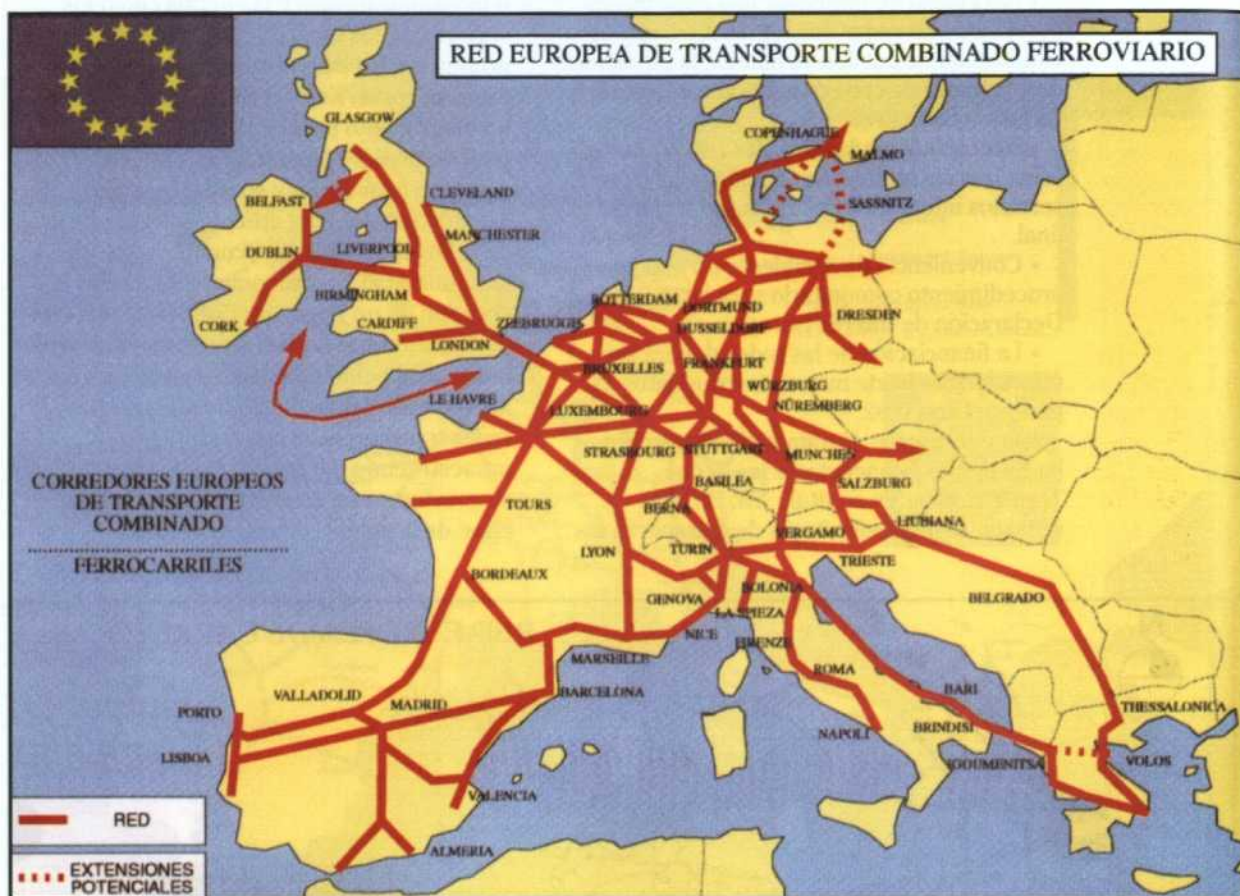 RED EUROPEA DE TRANSPORTE COMBINADO FERROVIARIO
GLASGOW
COPENHAGUE
MALMO
BELFAST
CLEVELAND
SASSNITZ
MANCHESTER
DUBLIN
LIVERPOOL
BIRMINGHAM
ROTTERDAM
DORTMUND
CORK
CARDIFF
ZEEBRUGGE
DUSSELDORF
DRESDEN
LONDON
BRUXELLES
FRANKFURT
WÜRZBURG
LE HAVRE
LUXEMBOURG
NÜREMBERG
STRASBOURG
STUTTGART
MUNCHEN
CORREDORES EUROPEOS
DE TRANSPORTE
COMBINADO
FERROCARRILES
BASILEA
SALZBURG
TOURS
BERNA
LIUBIANA
LYON
TURIN
VERGAMO
TRIESTE
BORDEAUX
GENOVA
BOLONIA
BELGRADO
LA SPIEZA
NICE
FIRENZE
MARSEILLE
ROMA
VALLADOLID
MADRID
BARCELONA
BARI
PORTO
THESSALONICA
NAPOLI
BRINDISI
LISBOA
IGOUMENITSA
VOLOS
VALENCIA
RED
ALMERIA
EXTENSIONES
POTENCIALES